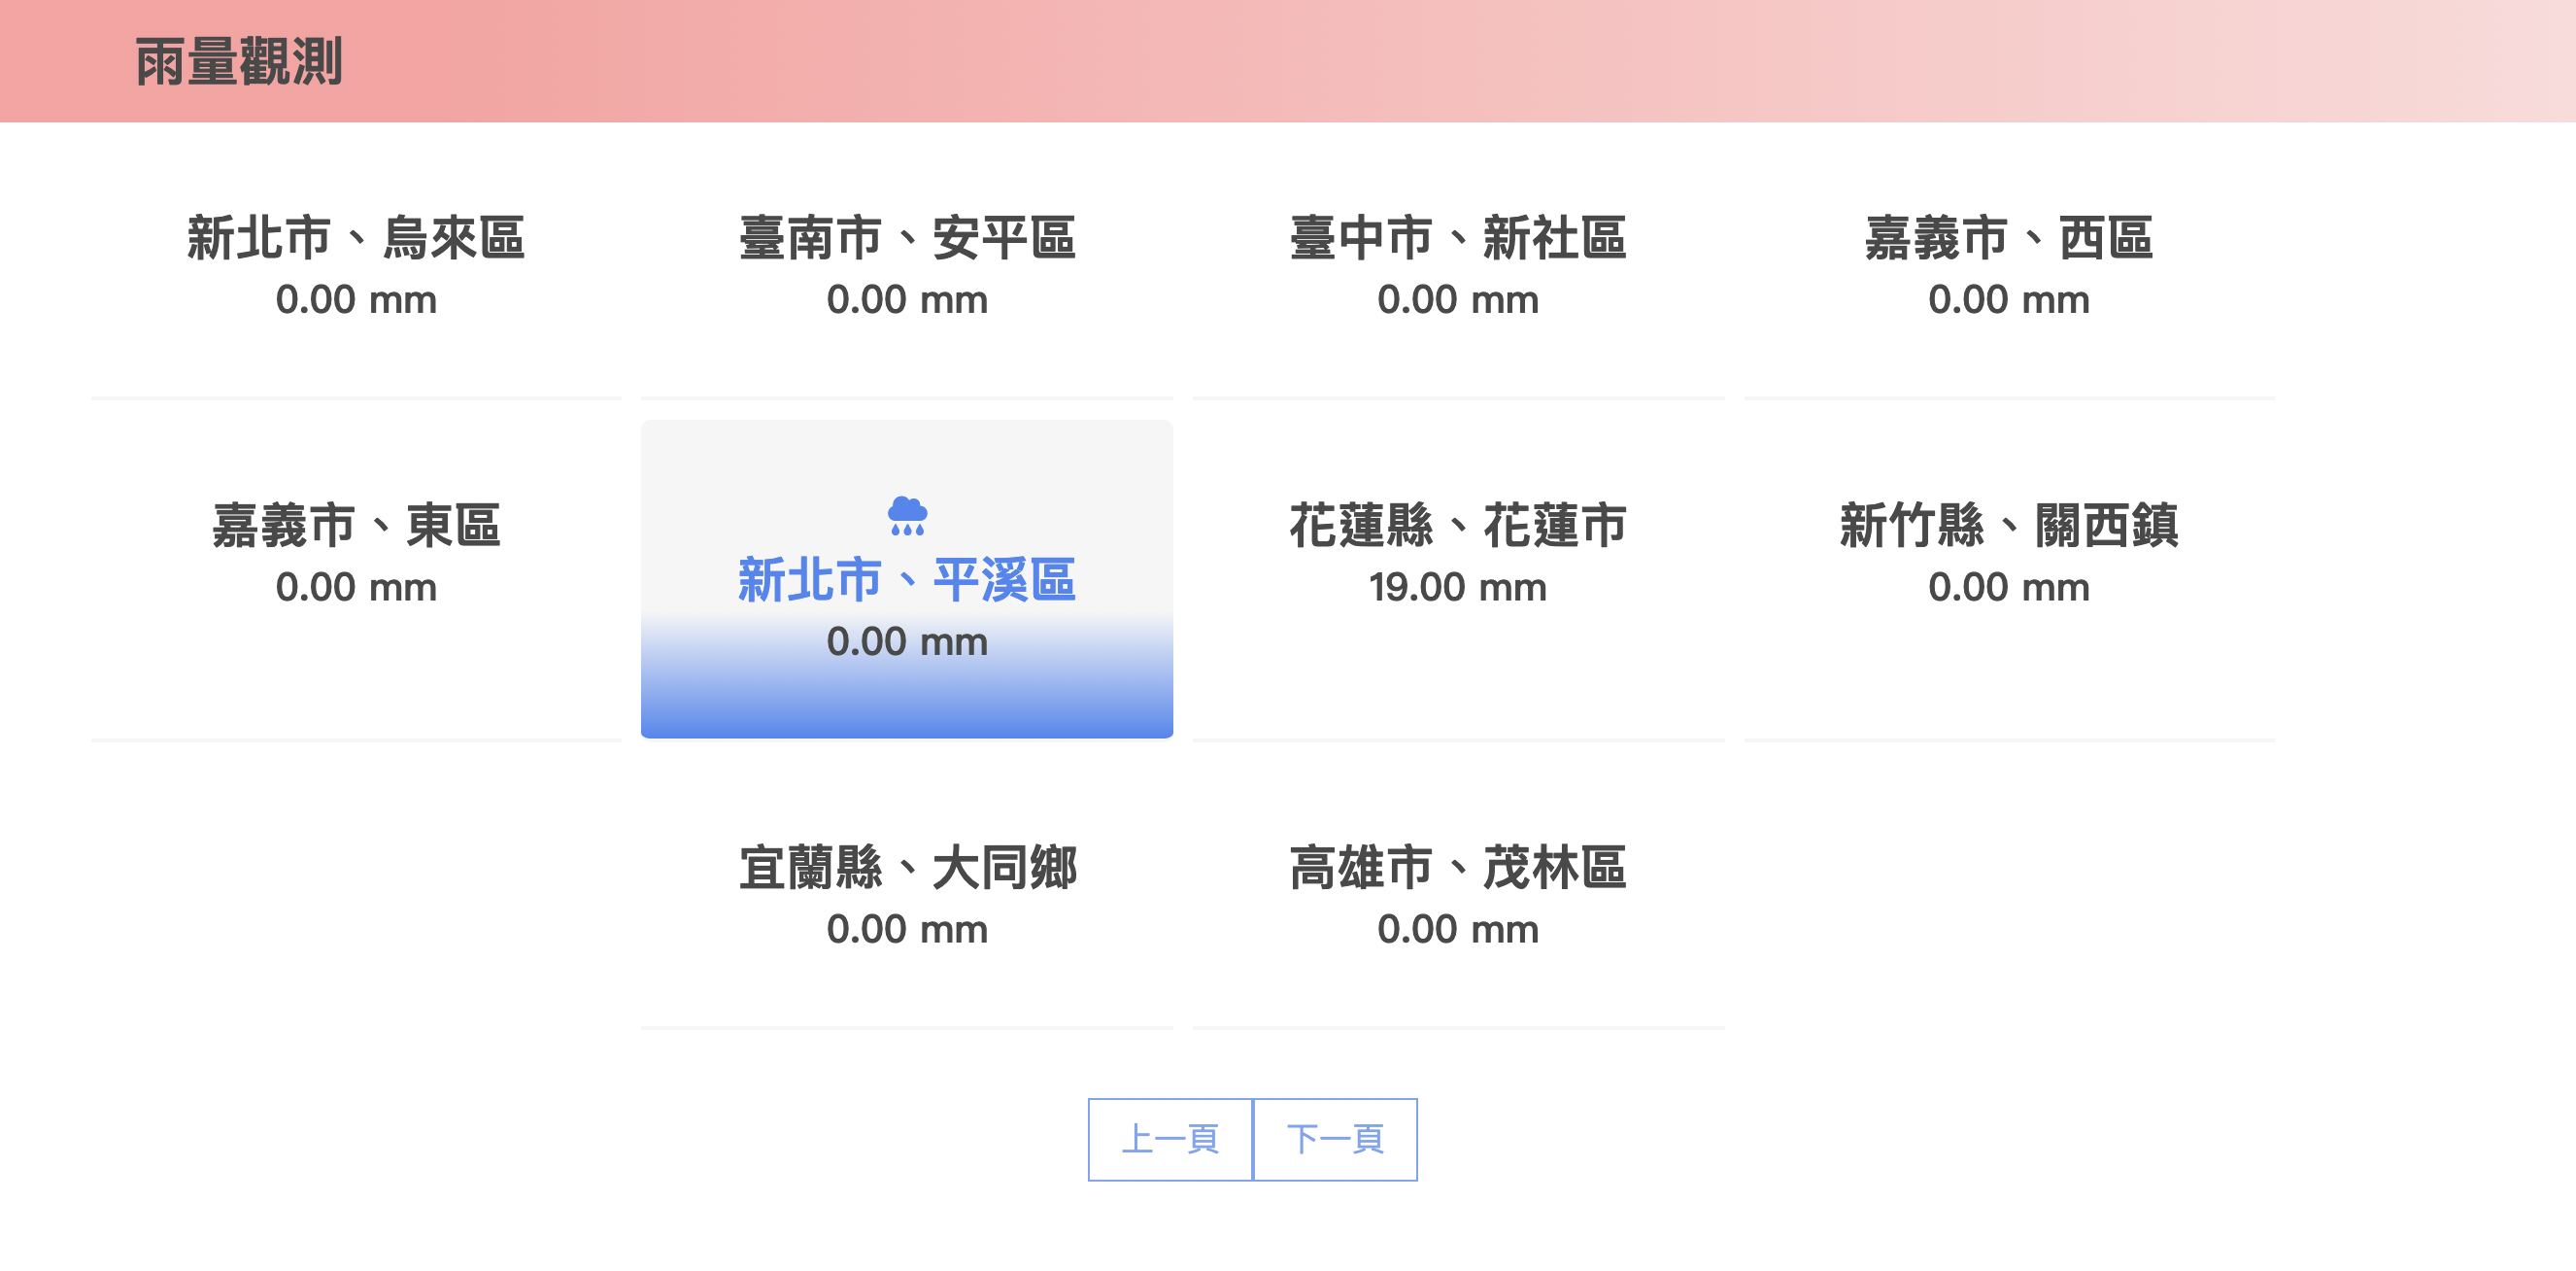 雨量觀測
新北市、烏來區
0.00 mm
臺南市、安平區
0.00 mm
臺中市、新社區
0.00 mm
嘉義市、西區
0.00 mm
嘉義市、東區
0.00 mm
新北市、平溪區
0.00 mm
花蓮縣、花蓮市
19.00 mm
新竹縣、關西鎮
0.00 mm
宜蘭縣、大同鄉
0.00 mm
高雄市、茂林區
0.00 mm
上一頁
下一頁